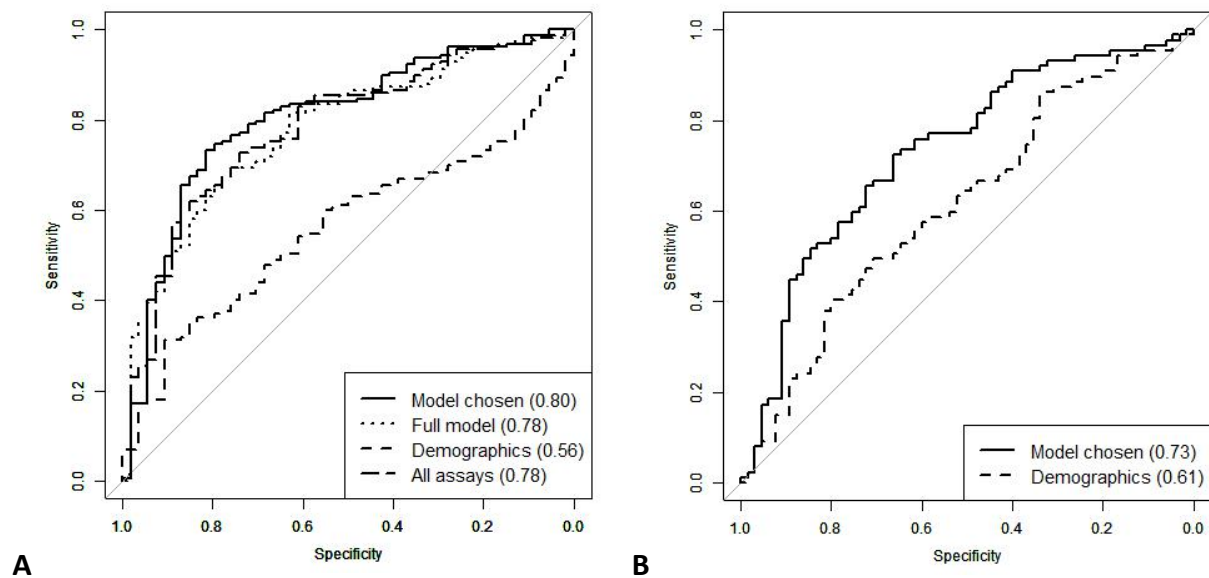 1.0
0.8
0.6
0.4
0.2
0.0
Sensitivity
1.0 0.8 0.6 0.4 0.2 0.0
Specificity
Model chosen (0.80)
Full model (0.78)
Demographics (0.56)
All assays (0.78)
A
1.0
0.8
0.6
0.4
0.2
0.0
Sensitivity
1.0 0.8 0.6 0.4 0.2 0.0
Specificity
Model chosen (0.73)
Demographics (0.61)
B